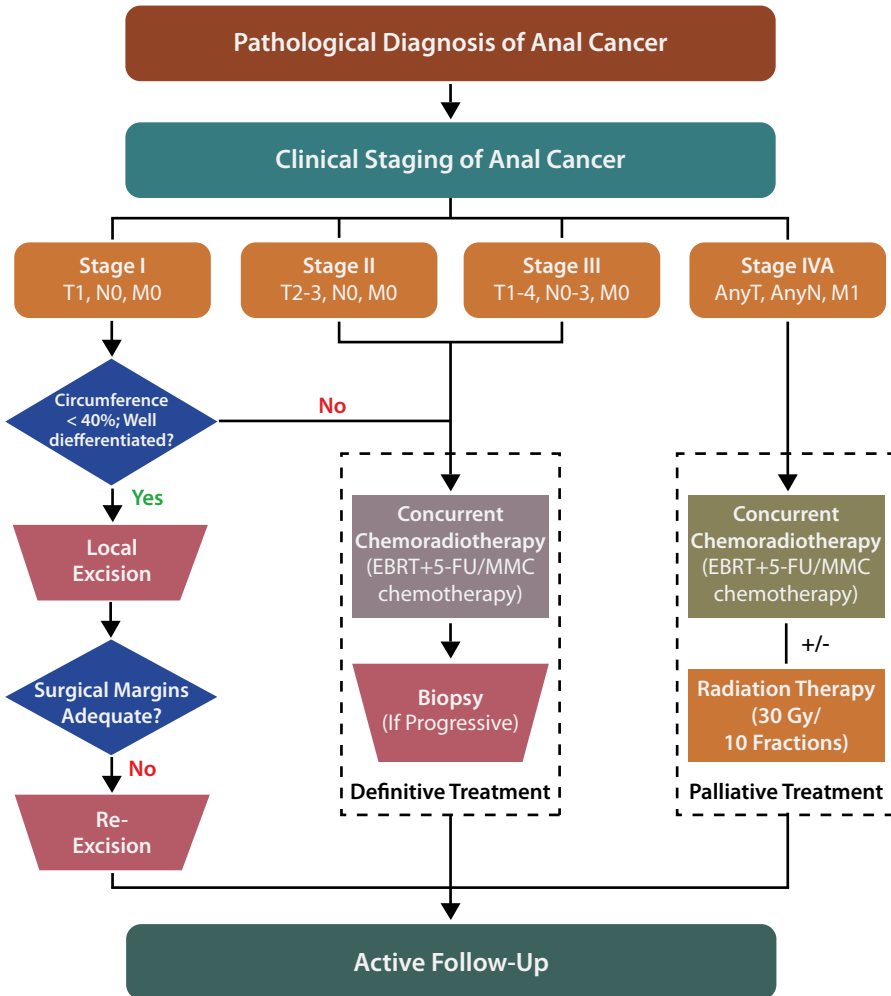 Pathological Diagnosis of Anal Cancer
Clinical Staging of Anal Cancer
Stage I
T1, N0, M0
Stage II
T2-3, N0, M0
Stage III
T1-4, N0-3, M0
Stage IVA
AnyT, AnyN, M1
Circumference
< 40%; Well
diefferentiated?
No
Yes
Local
Excision
Surgical Margins
Adequate?
No
Re-
Excision
Concurrent
Chemoradiotherapy
(EBRT+5-FU/MMC
chemotherapy)
Biopsy
(If Progressive)
Definitive Treatment
Concurrent
Chemoradiotherapy
(EBRT+5-FU/MMC
chemotherapy)
+/-
Radiation Therapy
(30 Gy/
10 Fractions)
Palliative Treatment
Active Follow-Up